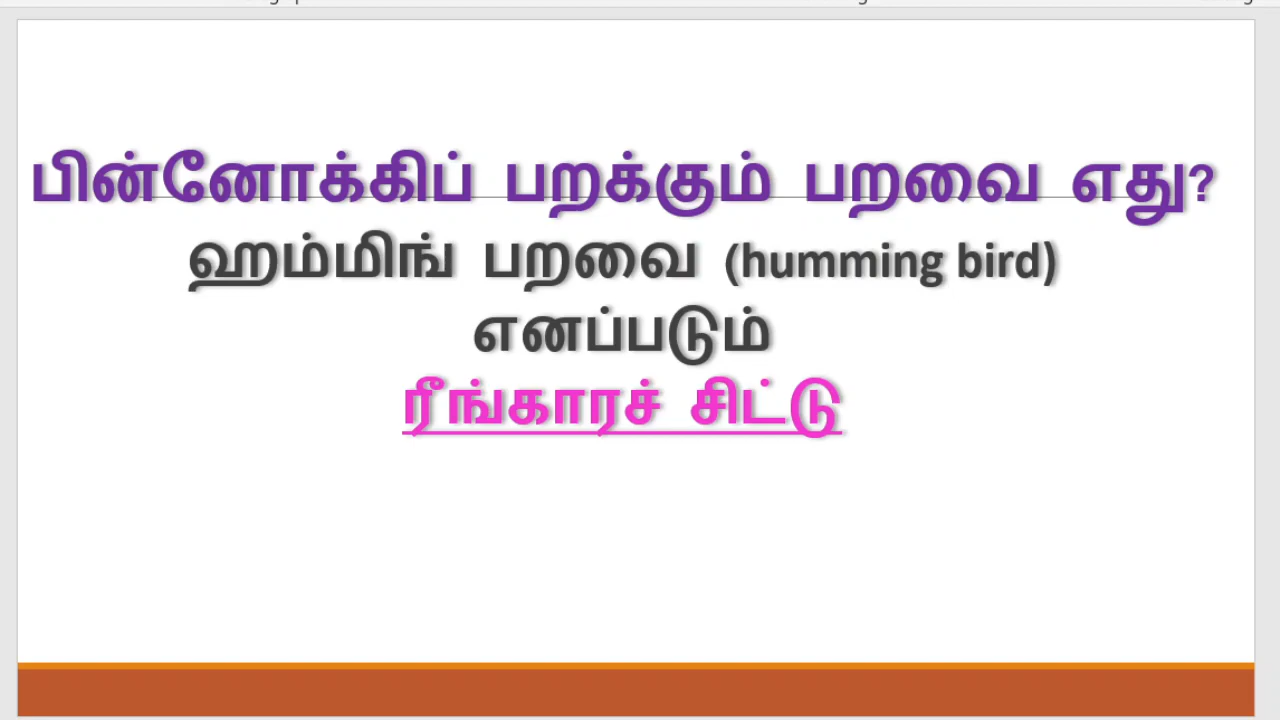 பின்னோக்கிப் பறக்கும் பறவை எது?
ஹம்மிங் பறவை (humming bird)
எனப்படும்
ரீங்காரச் சிட்டு